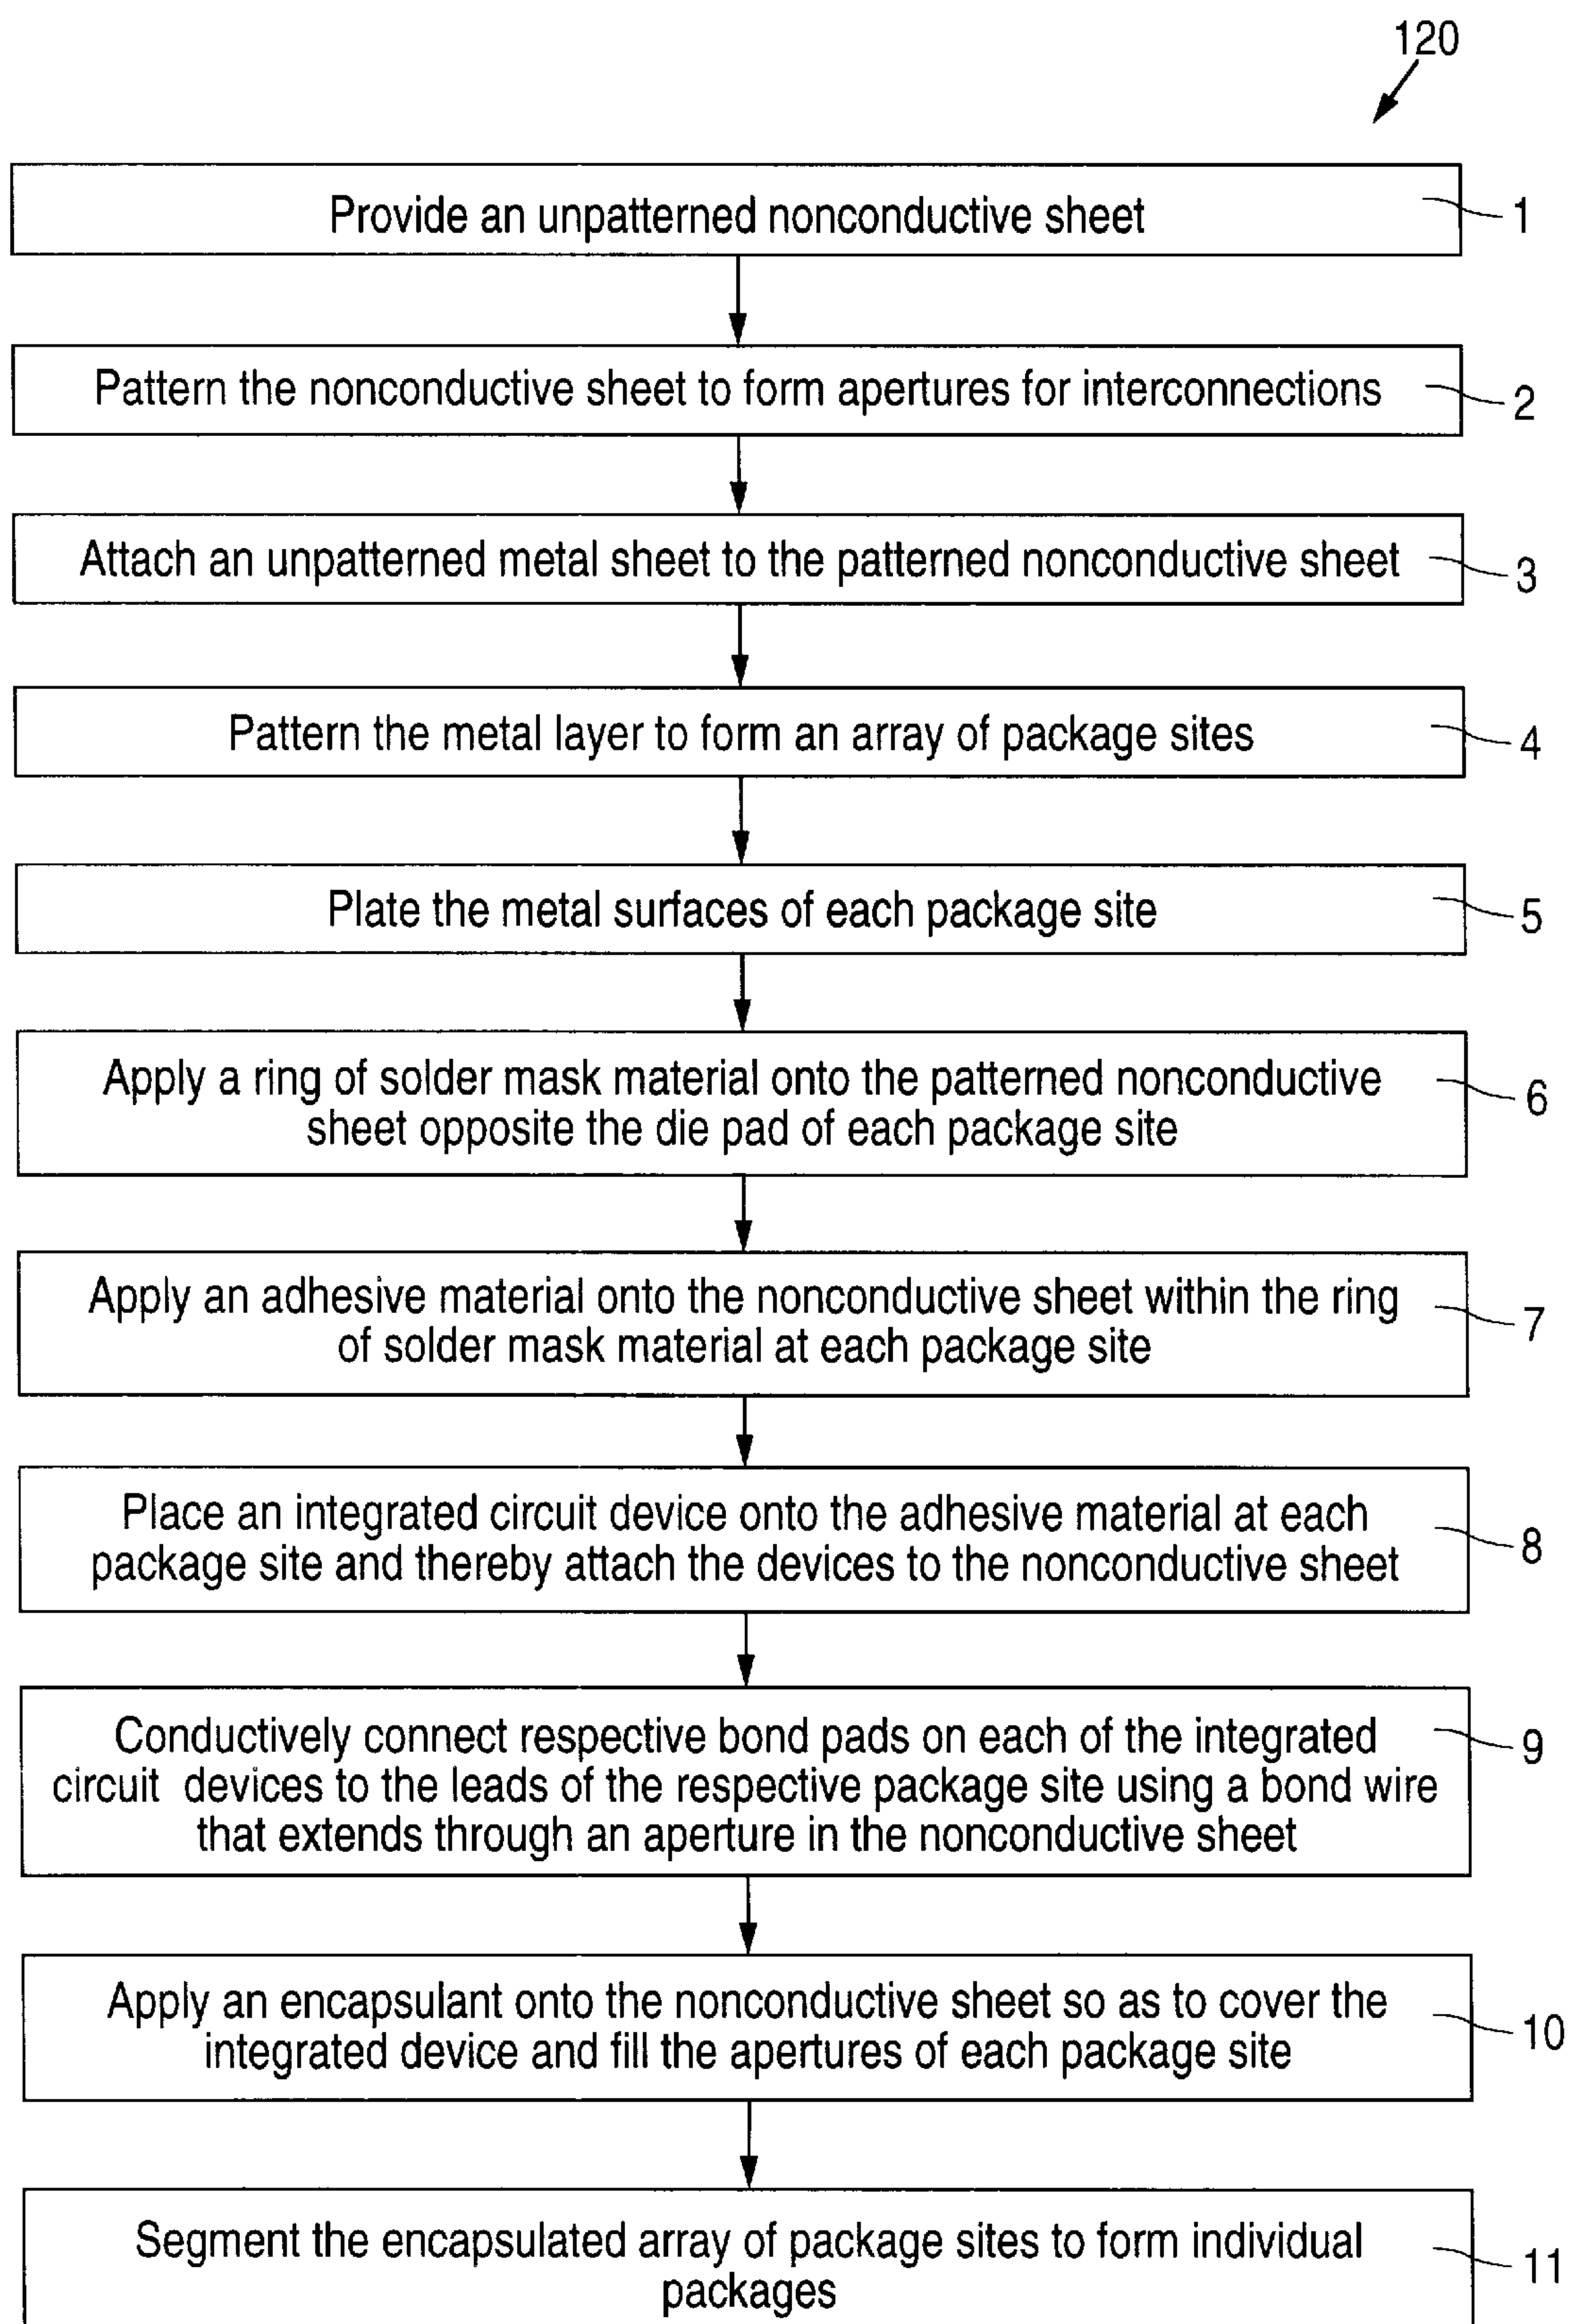 120
Provide an unpatterned nonconductive sheet
1
Pattern the nonconductive sheet to form apertures for interconnections
2
Attach an unpatterned metal sheet to the patterned nonconductive sheet
3
Pattern the metal layer to form an array of package sites
4
Plate the metal surfaces of each package site
5
Apply a ring of solder mask material onto the patterned nonconductive
sheet opposite the die pad of each package site
6
Apply an adhesive material onto the nonconductive sheet within the ring
of solder mask material at each package site
7
Place an integrated circuit device onto the adhesive material at each
package site and thereby attach the devices to the nonconductive sheet
8
Conductively connect respective bond pads on each of the integrated
circuit devices to the leads of the respective package site using a bond wire
that extends through an aperture in the nonconductive sheet
9
Apply an encapsulant onto the nonconductive sheet so as to cover the
integrated device and fill the apertures of each package site
10
Segment the encapsulated array of package sites to form individual
packages
11